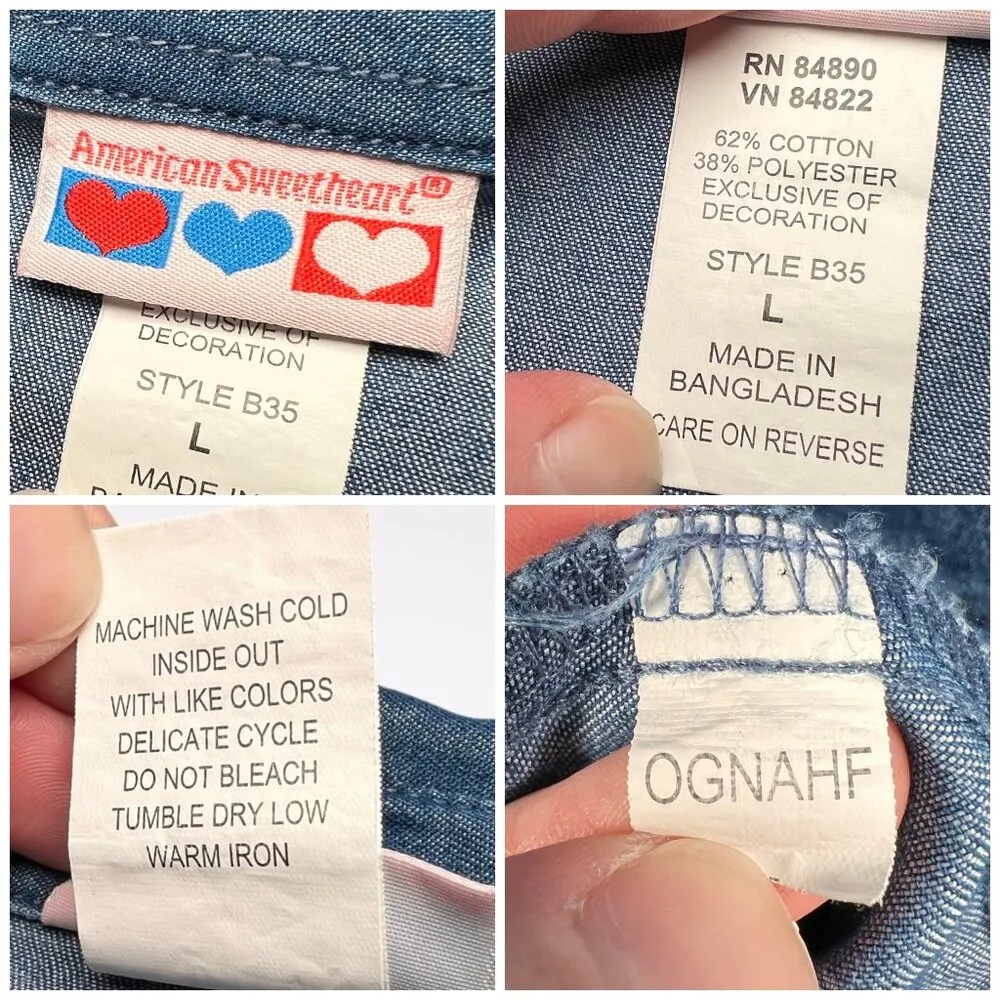 American Sweetheart®
EXCLUSIVE OF
DECORATION
STYLE B35
L
MADE IN
RN 84890
VN 84822
62% COTTON
38% POLYESTER
EXCLUSIVE OF
DECORATION
STYLE B35
L
MADE IN
BANGLADESH
CARE ON REVERSE
MACHINE WASH COLD
INSIDE OUT
WITH LIKE COLORS
DELICATE CYCLE
DO NOT BLEACH
TUMBLE DRY LOW
WARM IRON
OGNAHF